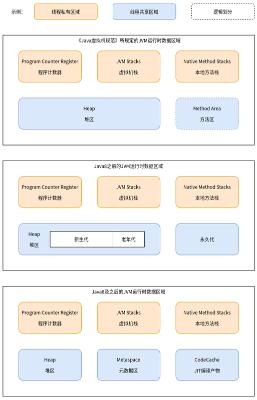 示例:
线程私有区域
线程共享区域
逻辑划分
《Java虚拟机规范》所规定的JVM运行时数据区域
Program Counter Register
程序计数器
JVM Stacks
虚拟机栈
Native Method Stacks
本地方法栈
Heap
堆区
Method Area
方法区
Java8之前的JVM运行时数据区域
Program Counter Register
程序计数器
JVM Stacks
虚拟机栈
Native Method Stacks
本地方法栈
Heap
堆区
新生代
老年代
永久代
Java8及之后的JVM运行时数据区域
Program Counter Register
程序计数器
JVM Stacks
虚拟机栈
Native Method Stacks
本地方法栈
Heap
堆区
Metaspace
元数据区
CodeCache
JIT编译产物